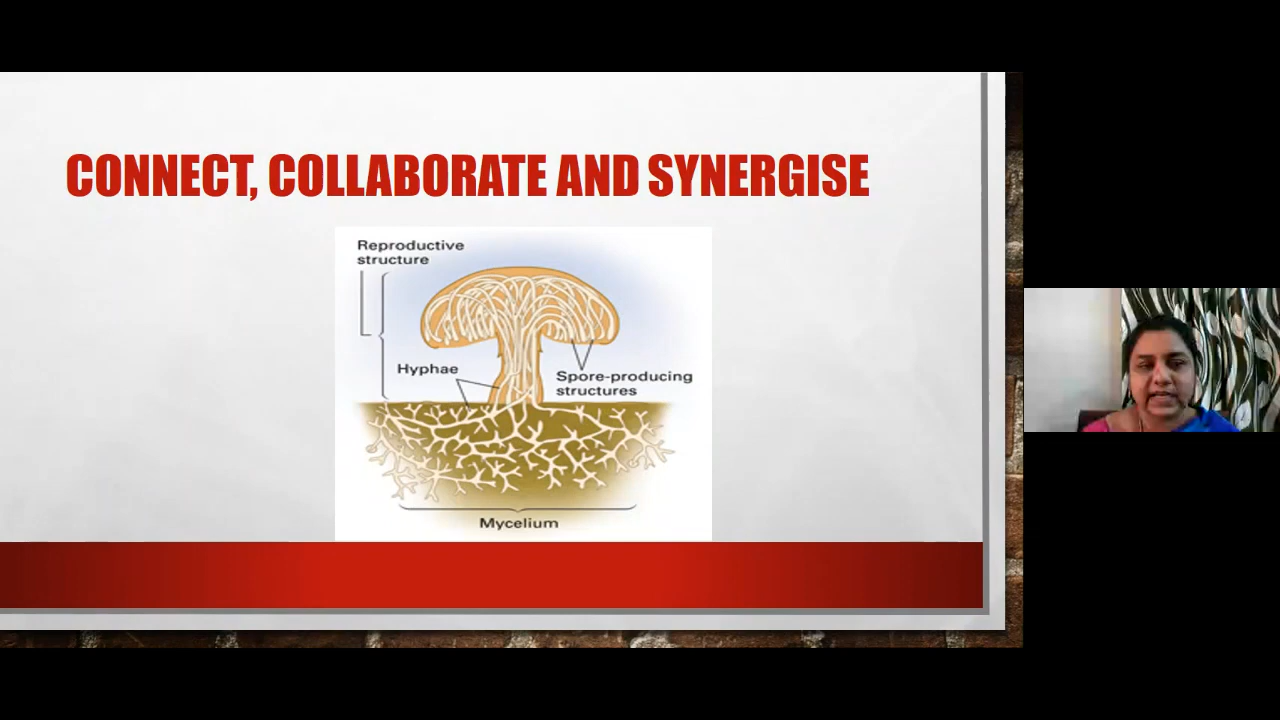 CONNECT, COLLABORATE AND SYNERGISE
Reproductive
structure
Hyphae
Spore-producing
structures
Mycelium